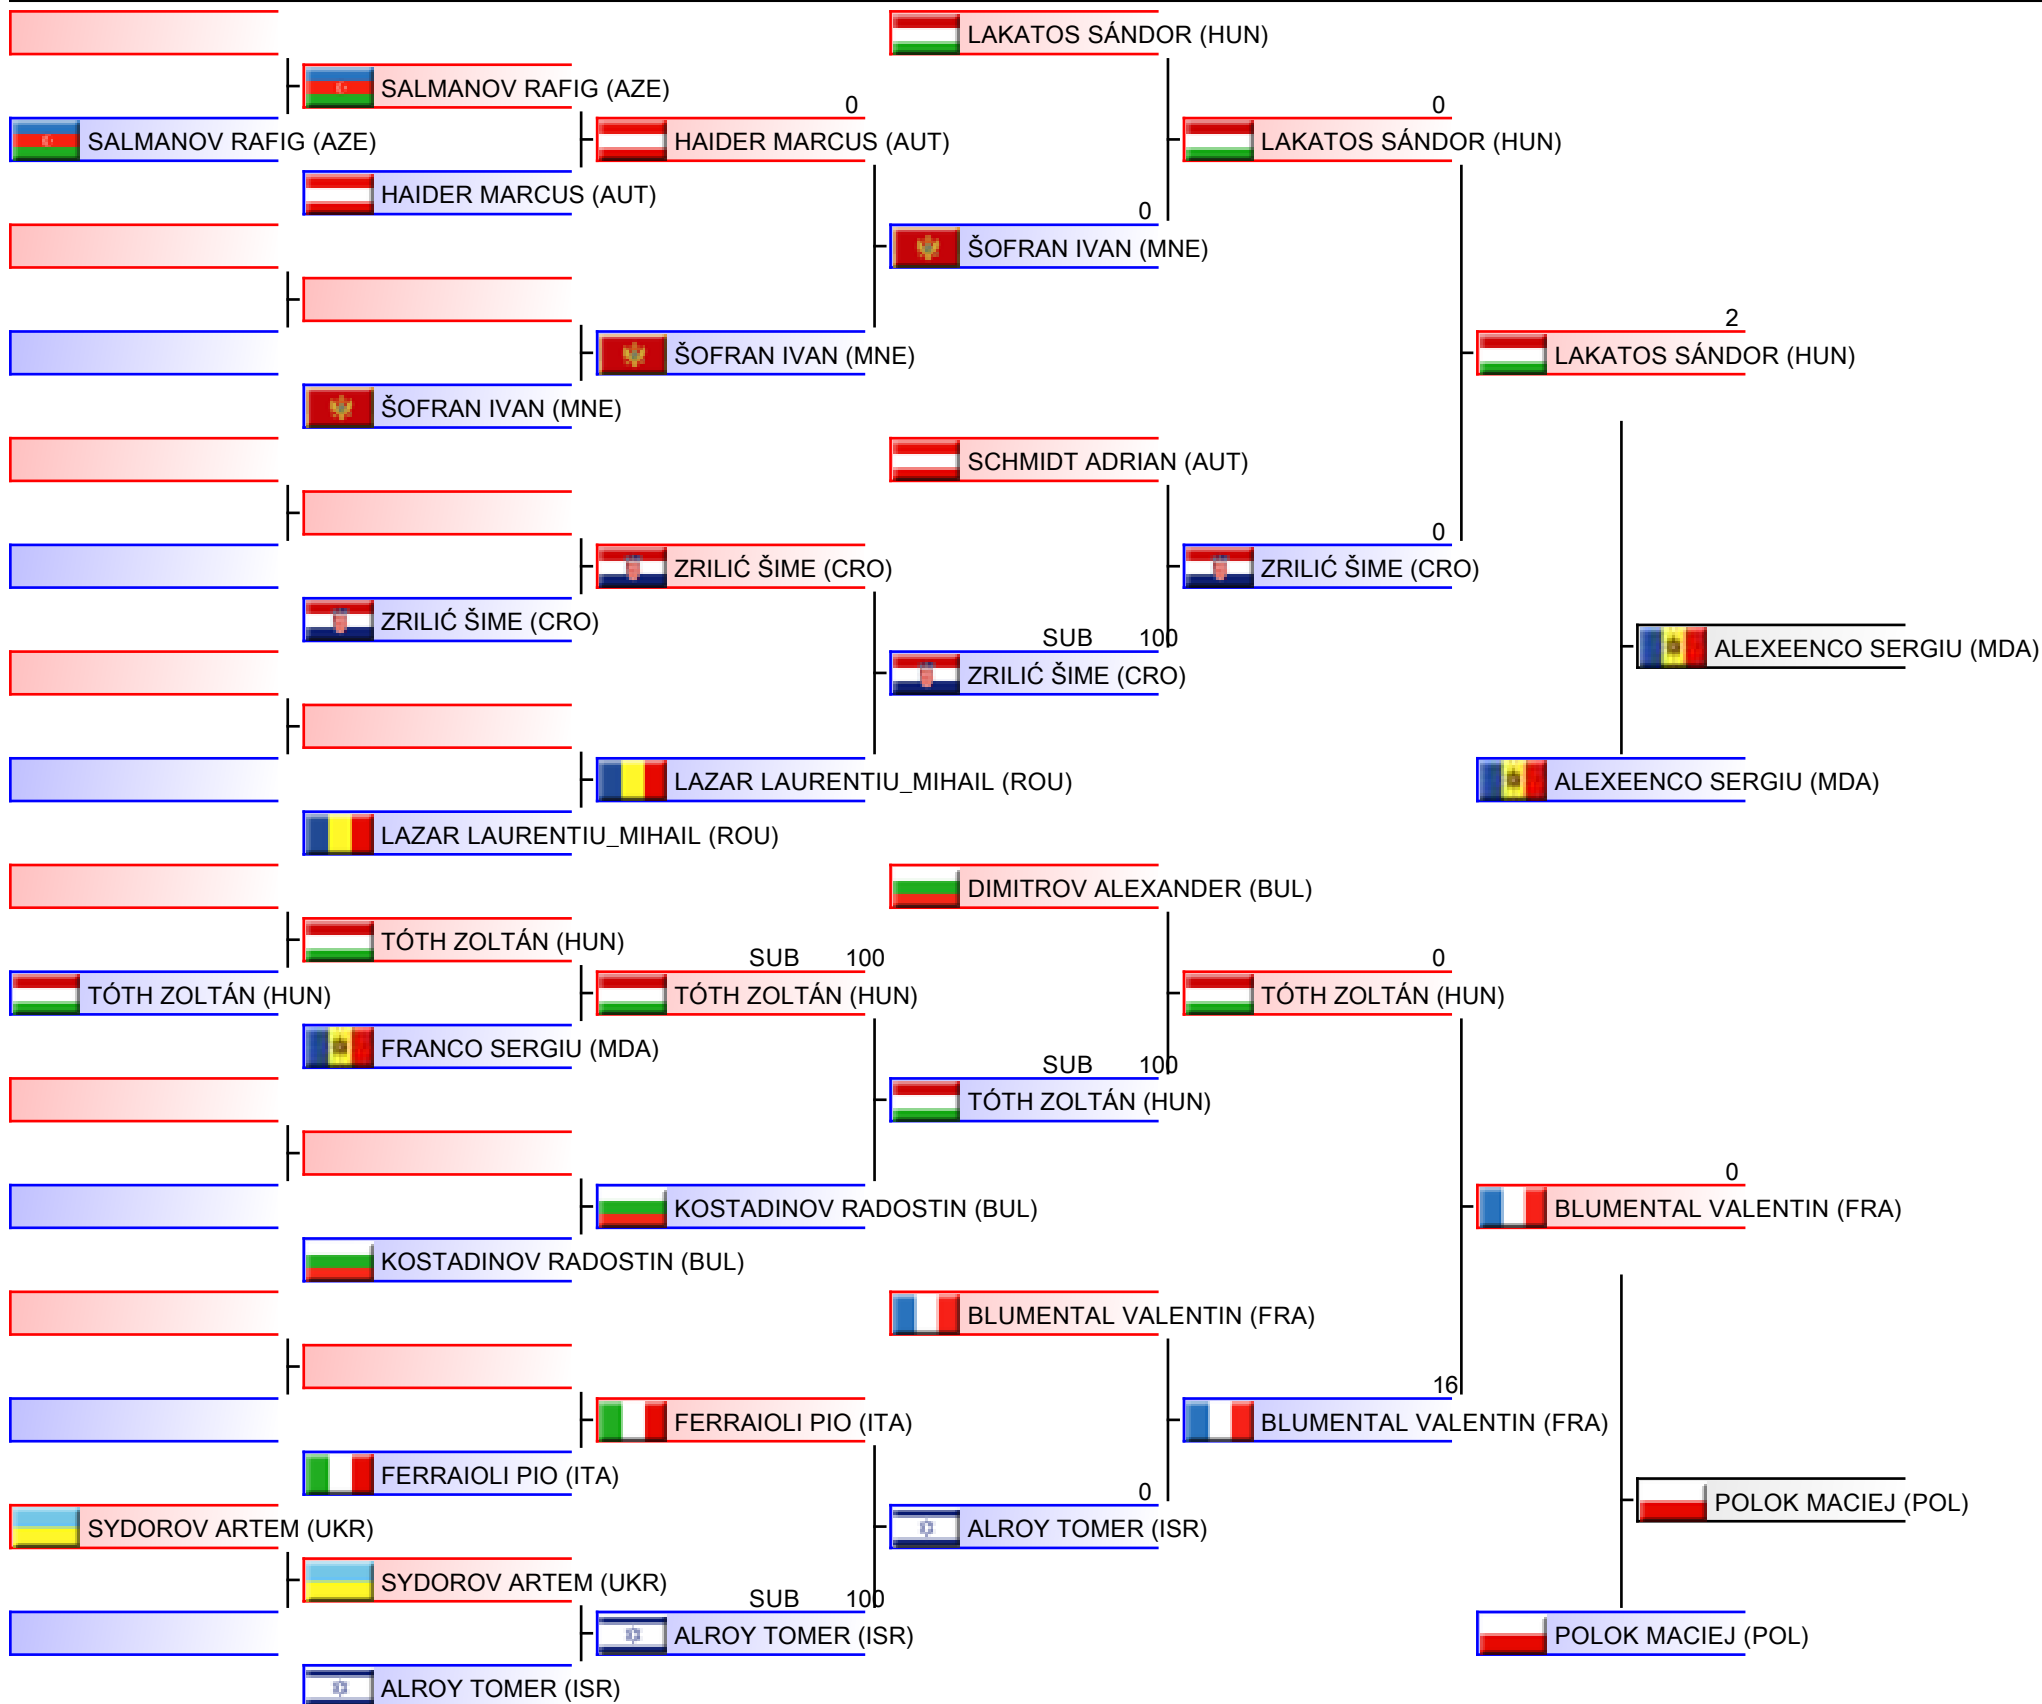 LAKATOS SÁNDOR (HUN)
SALMANOV RAFIG (AZE)
0
0
SALMANOV RAFIG (AZE)
HAIDER MARCUS (AUT)
LAKATOS SÁNDOR (HUN)
HAIDER MARCUS (AUT)
0
ŠOFRAN IVAN (MNE)
2
ŠOFRAN IVAN (MNE)
LAKATOS SÁNDOR (HUN)
ŠOFRAN IVAN (MNE)
SCHMIDT ADRIAN (AUT)
0
ZRILIĆ ŠIME (CRO)
ZRILIĆ ŠIME (CRO)
ZRILIĆ ŠIME (CRO)
SUB 100
ALEXEENCO SERGIU (MDA)
ZRILIĆ ŠIME (CRO)
LAZAR LAURENTIU_MIHAIL (ROU)
ALEXEENCO SERGIU (MDA)
LAZAR LAURENTIU_MIHAIL (ROU)
DIMITROV ALEXANDER (BUL)
TÓTH ZOLTÁN (HUN)
SUB 100
0
TÓTH ZOLTÁN (HUN)
TÓTH ZOLTÁN (HUN)
TÓTH ZOLTÁN (HUN)
FRANCO SERGIU (MDA)
SUB 100
TÓTH ZOLTÁN (HUN)
0
KOSTADINOV RADOSTIN (BUL)
BLUMENTAL VALENTIN (FRA)
KOSTADINOV RADOSTIN (BUL)
BLUMENTAL VALENTIN (FRA)
16
FERRAIOLI PIO (ITA)
BLUMENTAL VALENTIN (FRA)
FERRAIOLI PIO (ITA)
0
POLOK MACIEJ (POL)
SYDOROV ARTEM (UKR)
ALROY TOMER (ISR)
SYDOROV ARTEM (UKR)
SUB 100
ALROY TOMER (ISR)
POLOK MACIEJ (POL)
ALROY TOMER (ISR)